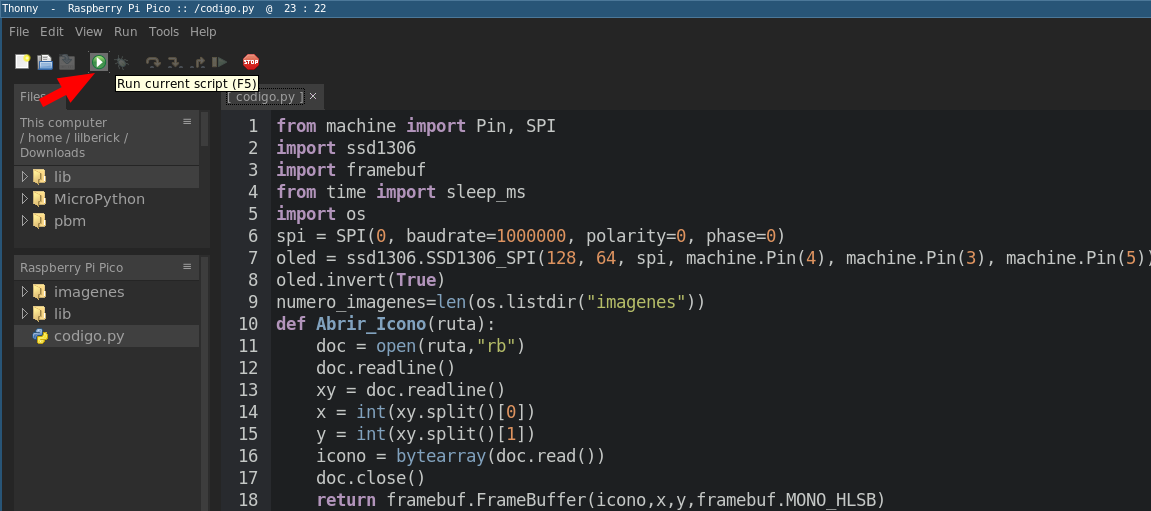 Thonny - Raspberry Pi Pico :: /codigo.py @ 23 : 22
File Edit View Run Tools Help
STOP
Run current script (F5)
Files
[ codigo.py ] ×
This computer
/ home / lilberick /
Downloads
lib
MicroPython
pbm
Raspberry Pi Pico
imagenes
lib
codigo.py
1 from machine import Pin, SPI
2 import ssd1306
3 import framebuf
4 from time import sleep_ms
5 import os
6 spi = SPI(0, baudrate=1000000, polarity=0, phase=0)
7 oled = ssd1306.SSD1306_SPI(128, 64, spi, machine.Pin(4), machine.Pin(3), machine.Pin(5))
8 oled.invert(True)
9 numero_imagenes=len(os.listdir("imagenes"))
10 def Abrir_Icono(ruta):
11     doc = open(ruta,"rb")
12     doc.readline()
13     xy = doc.readline()
14     x = int(xy.split()[0])
15     y = int(xy.split()[1])
16     icono = bytearray(doc.read())
17     doc.close()
18     return framebuf.FrameBuffer(icono,x,y,framebuf.MONO_HLSB)